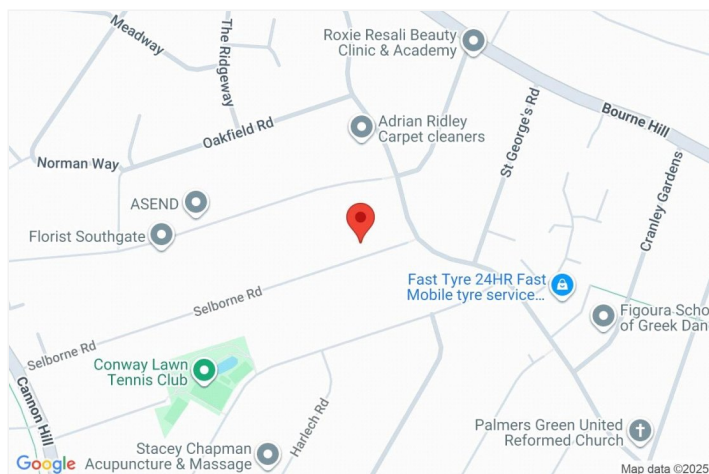 Meadway
The Ridgeway
Roxie Resali Beauty
Clinic & Academy
Bourne Hill
Oakfield Rd
Adrian Ridley
Carpet cleaners
St George's Rd
Norman Way
Cranley Gardens
ASEND
Florist Southgate
Selborne Rd
Fast Tyre 24HR Fast
Mobile tyre service...
Figoura Scho
of Greek Dan
Selborne Rd
Conway Lawn
Tennis Club
Cannon Hill
Harlech Rd
Palmers Green United
Reformed Church
Stacey Chapman
Acupuncture & Massage
Google
Map data ©2025